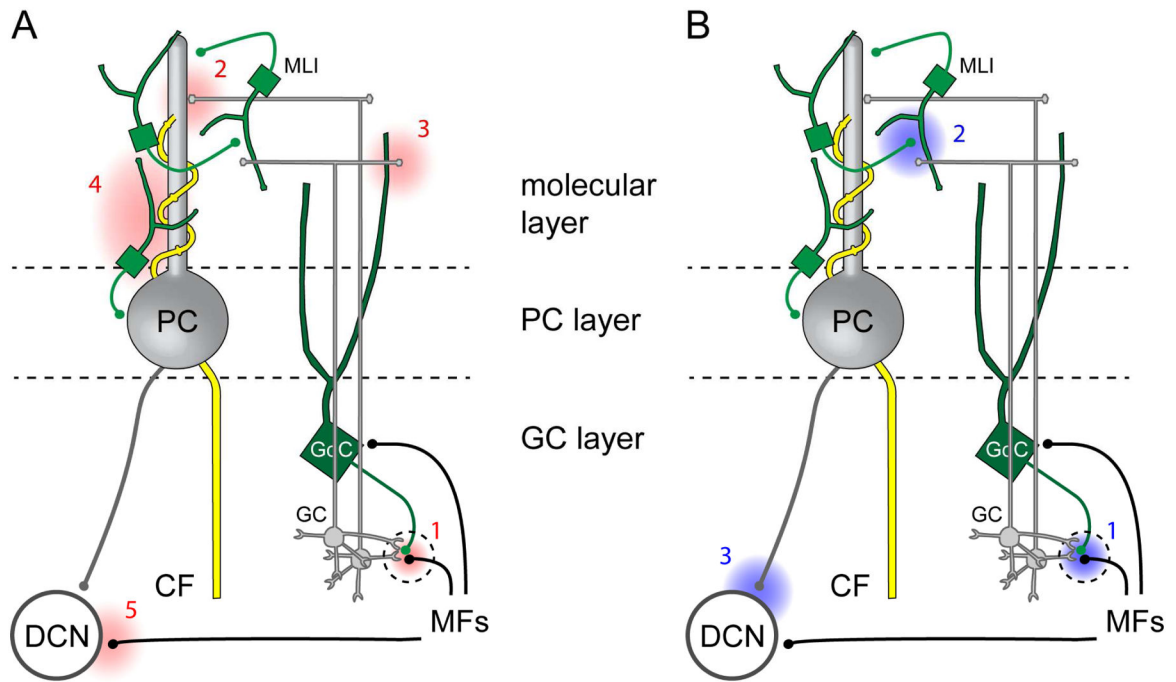 A
B
2
MLI
MLI
3
2
4
molecular
layer
PC
PC layer
PC
GoC
GC layer
GoC
GC
1
GC
1
3
CF
CF
5
MFs
MFs
DCN
DCN